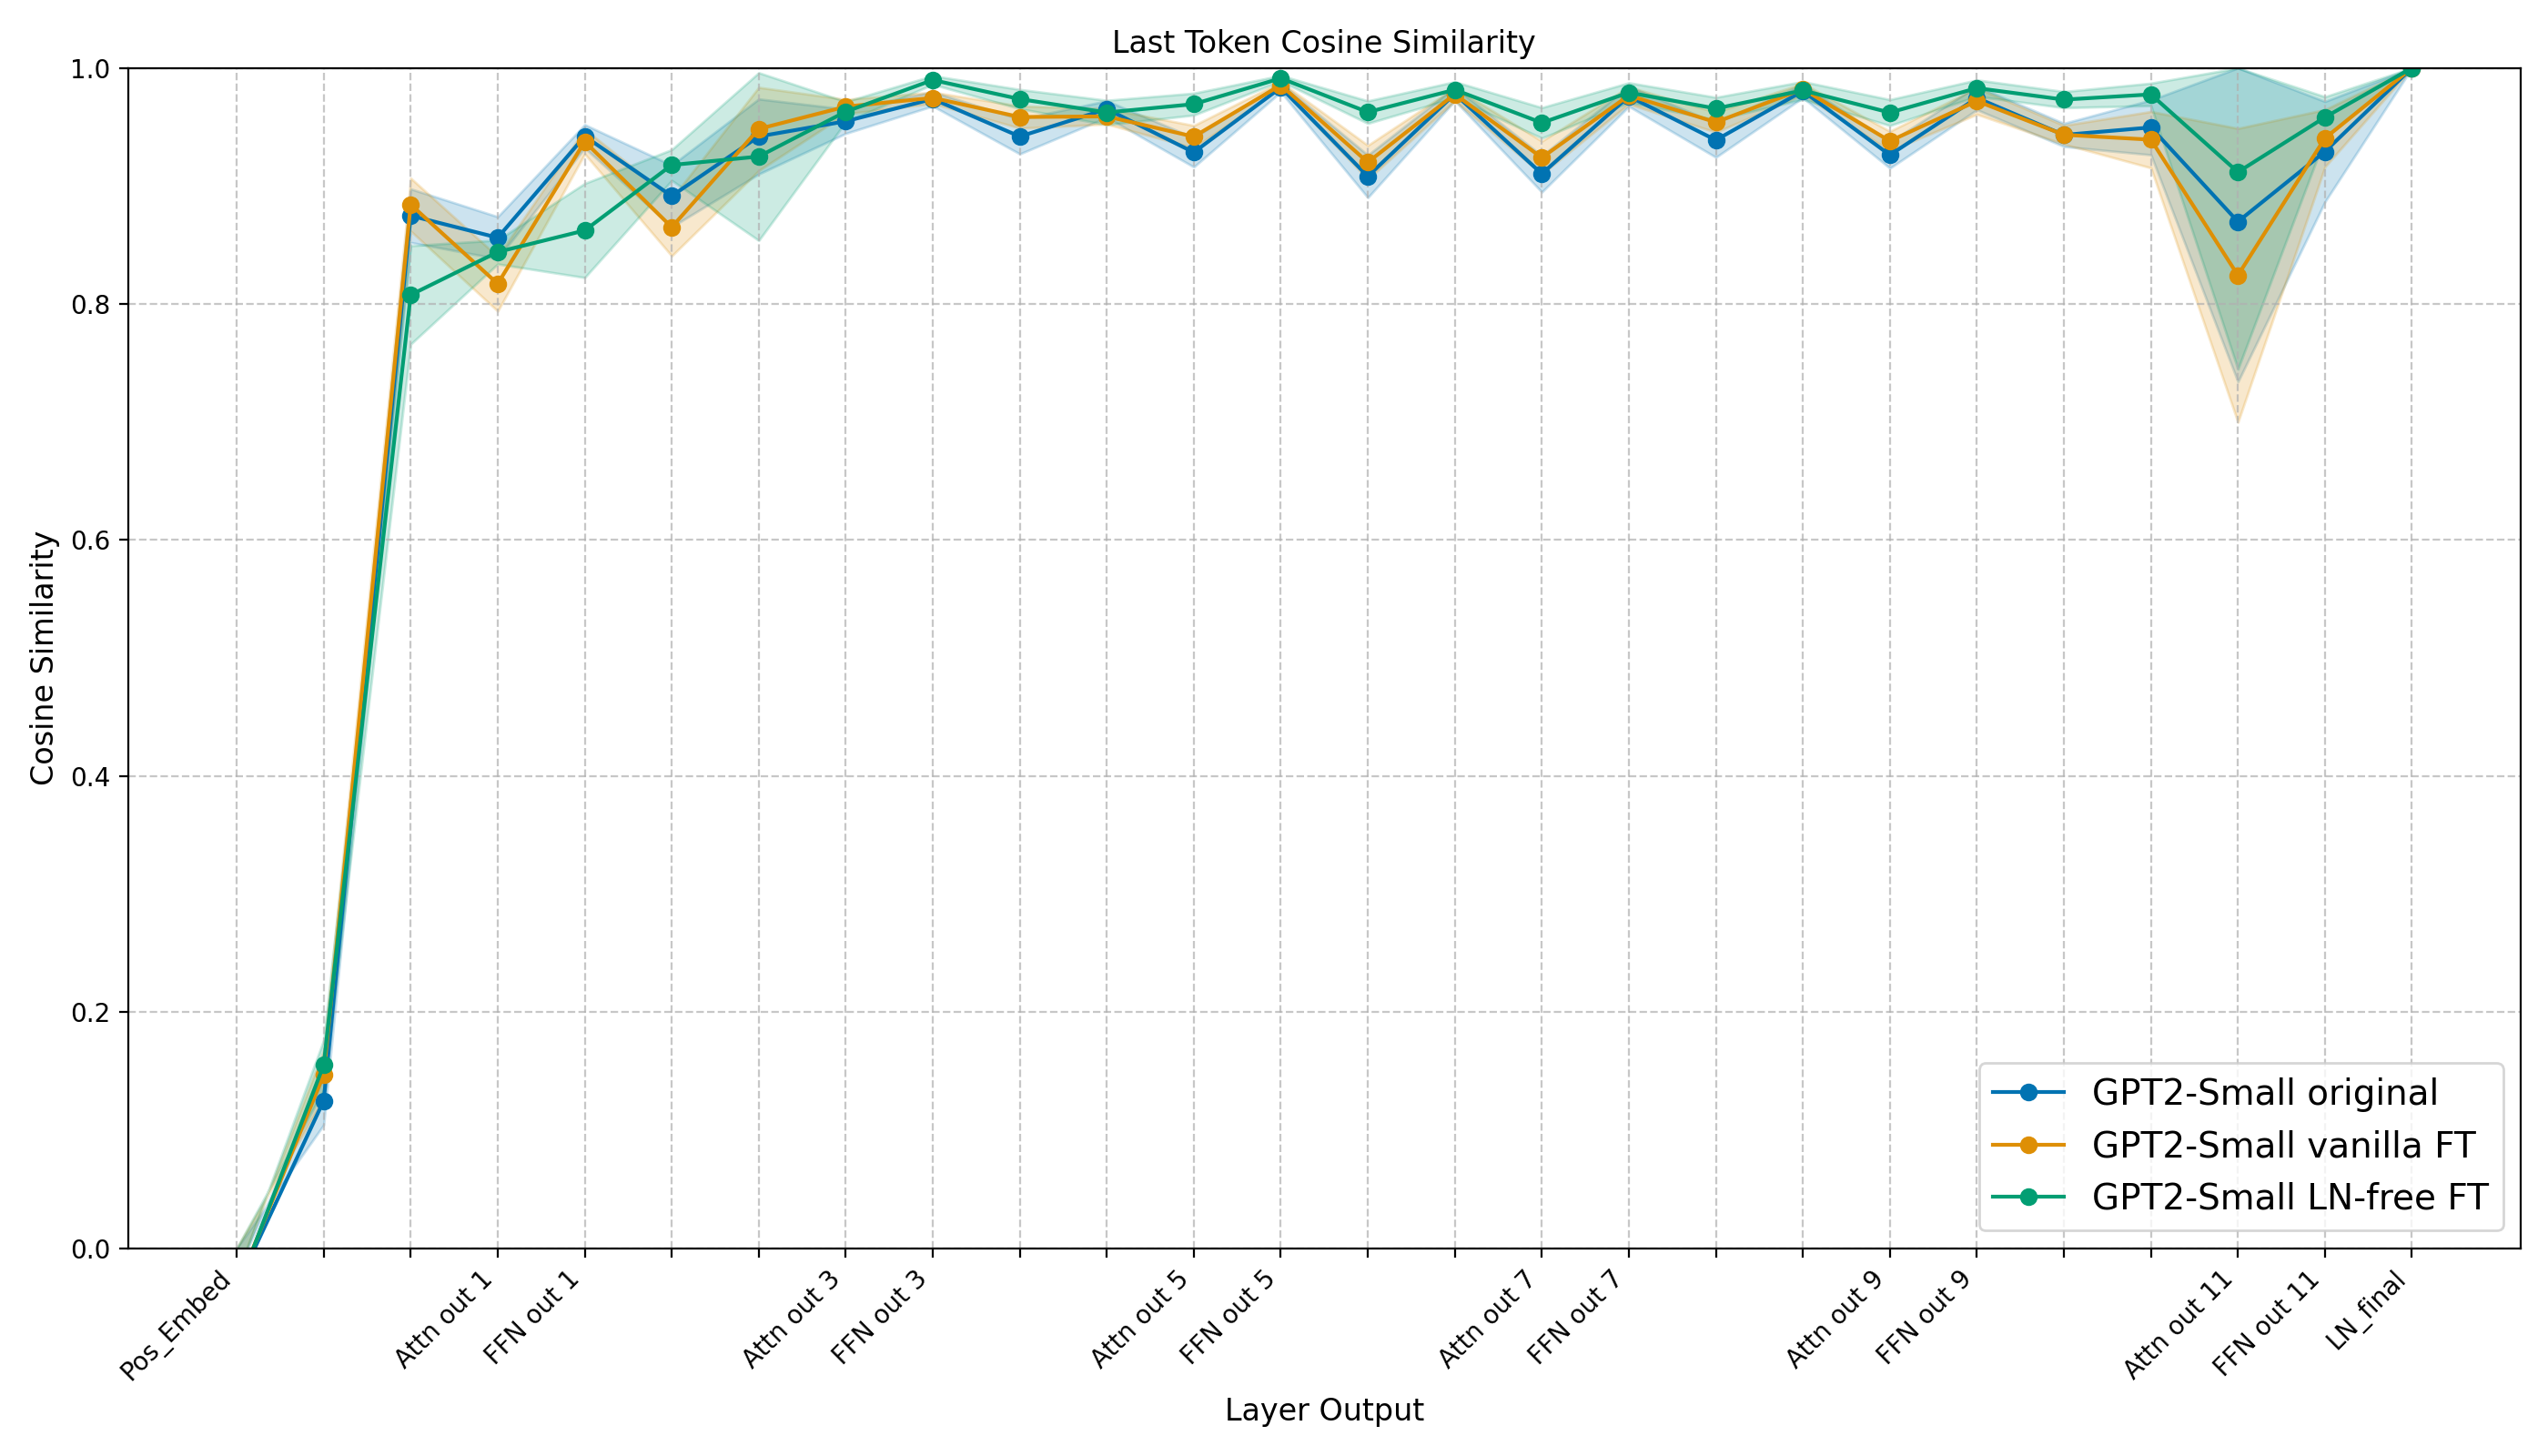 Last Token Cosine Similarity
1.0
0.8
0.6
0.4
0.2
0.0
Cosine Similarity
Pos_Embed
Attn out 1
FFN out 1
Attn out 3
FFN out 3
Attn out 5
FFN out 5
Attn out 7
FFN out 7
Attn out 9
FFN out 9
Attn out 11
FFN out 11
LN_final
Layer Output
GPT2-Small original
GPT2-Small vanilla FT
GPT2-Small LN-free FT